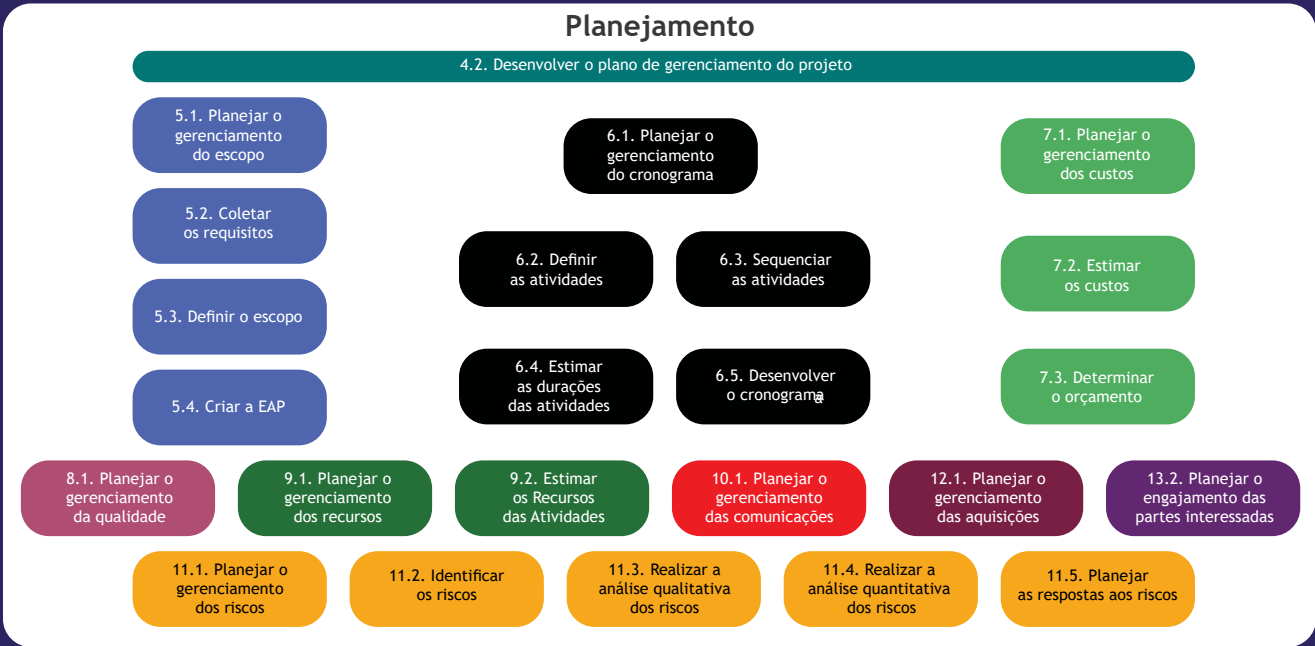 Planejamento
4.2. Desenvolver o plano de gerenciamento do projeto
5.1. Planejar o
gerenciamento
do escopo
6.1. Planejar o
gerenciamento
do cronograma
7.1. Planejar o
gerenciamento
dos custos
5.2. Coletar
os requisitos
6.2. Definir
as atividades
6.3. Sequenciar
as atividades
7.2. Estimar
os custos
5.3. Definir o escopo
5.4. Criar a EAP
6.4. Estimar
as durações
das atividades
6.5. Desenvolver
o cronograma
a
7.3. Determinar
o orçamento
8.1. Planejar o
gerenciamento
da qualidade
9.1. Planejar o
gerenciamento
dos recursos
9.2. Estimar
os Recursos
das Atividades
10.1. Planejar o
gerenciamento
das comunicações
12.1. Planejar o
gerenciamento
das aquisições
13.2. Planejar o
engajamento das
partes interessadas
11.1. Planejar o
gerenciamento
dos riscos
11.2. Identificar
os riscos
11.3. Realizar a
análise qualitativa
dos riscos
11.4. Realizar a
análise quantitativa
dos riscos
11.5. Planejar
as respostas aos riscos